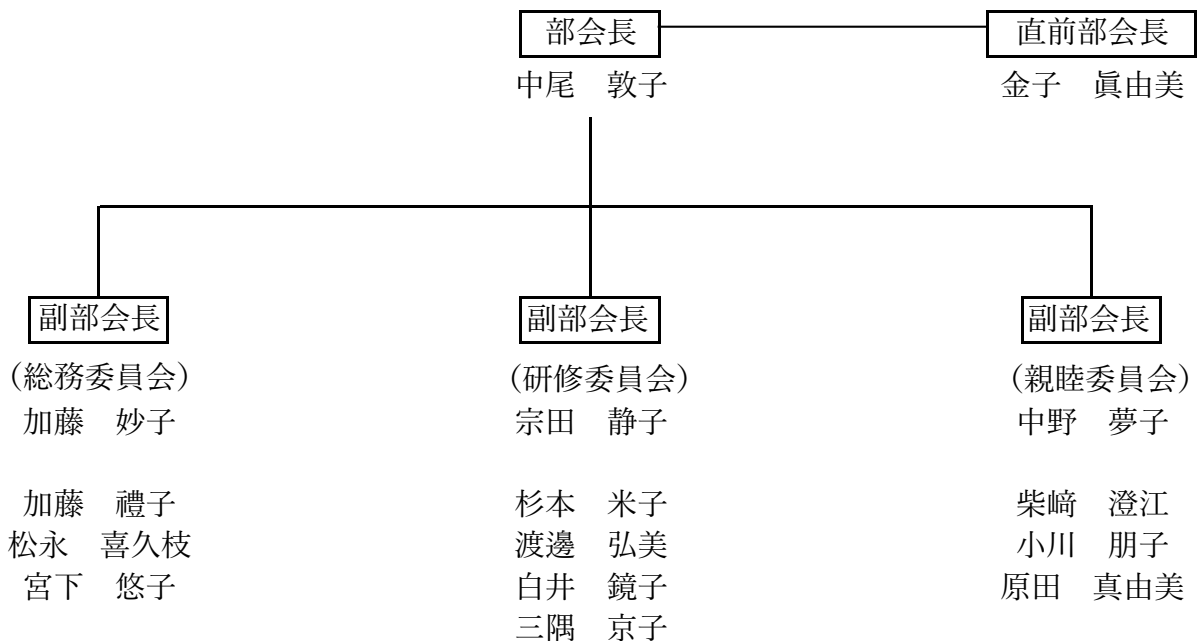 部会長
直前部会長
中尾　敦子
金子　眞由美
副部会長
(総務委員会)
加藤　妙子
加藤　禮子
松永　喜久枝
宮下　悠子
副部会長
(研修委員会)
宗田　静子
杉本　米子
渡邊　弘美
白井　鏡子
三隅　京子
副部会長
(親睦委員会)
中野　夢子
柴﨑　澄江
小川　朋子
原田　真由美